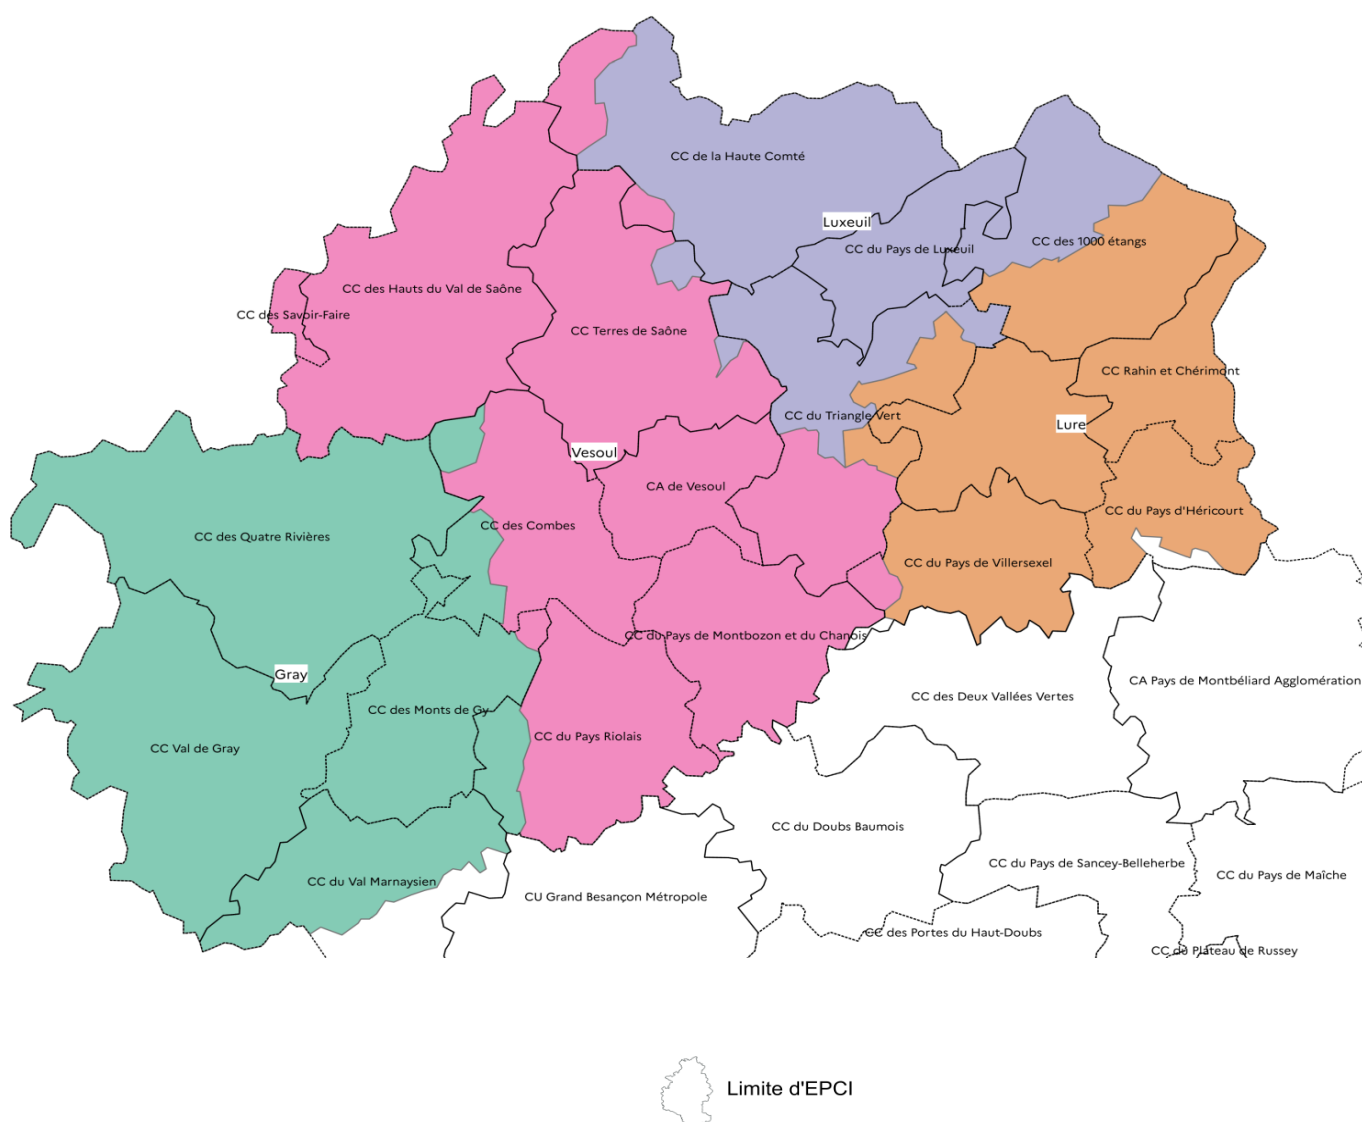 CC de la Haute Comté
Luxeuil
CC du Pays de Luxeuil
CC des 1000 étangs
CC des Hauts du Val de Saône
CC des Savoir-Faire
CC Terres de Saône
CC Rahin et Chérimont
CC du Triangle Vert
Lure
Vesoul
CA de Vesoul
CC du Pays d'Héricourt
CC des Combes
CC des Quatre Rivières
CC du Pays de Villersexel
CC du Pays de Montbozon et du Chanois
Gray
CA Pays de Montbéliard Agglomération
CC des Deux Vallées Vertes
CC des Monts de Gy
CC du Pays Riolais
CC Val de Gray
CC du Doubs Baumois
CC du Pays de Sancey-Belleherbe
CC du Pays de Maîche
CC du Val Marnaysien
CU Grand Besançon Métropole
CC des Portes du Haut-Doubs
CC du Plateau de Russey
Limite d'EPCI